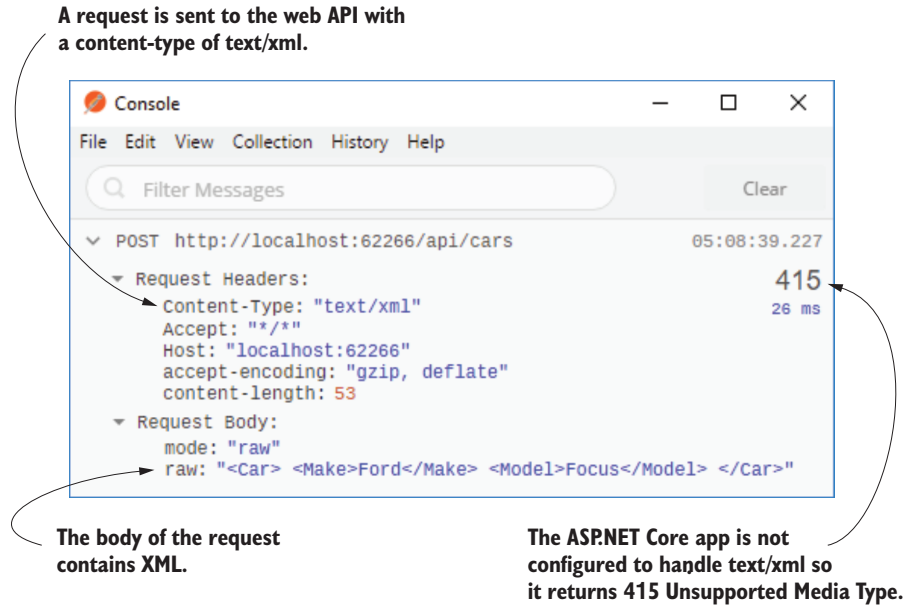 A request is sent to the web API with
a content-type of text/xml.
Console
File Edit View Collection History Help
Filter Messages
Clear
POST http://localhost:62266/api/cars 05:08:39.227
Request Headers: 415
Content-Type: "text/xml" 26 ms
Accept: "*/*"
Host: "localhost:62266"
accept-encoding: "gzip, deflate"
content-length: 53
Request Body:
mode: "raw"
raw: "<Car> <Make>Ford</Make> <Model>Focus</Model> </Car>"
The body of the request
contains XML.
The ASP.NET Core app is not
configured to handle text/xml so
it returns 415 Unsupported Media Type.